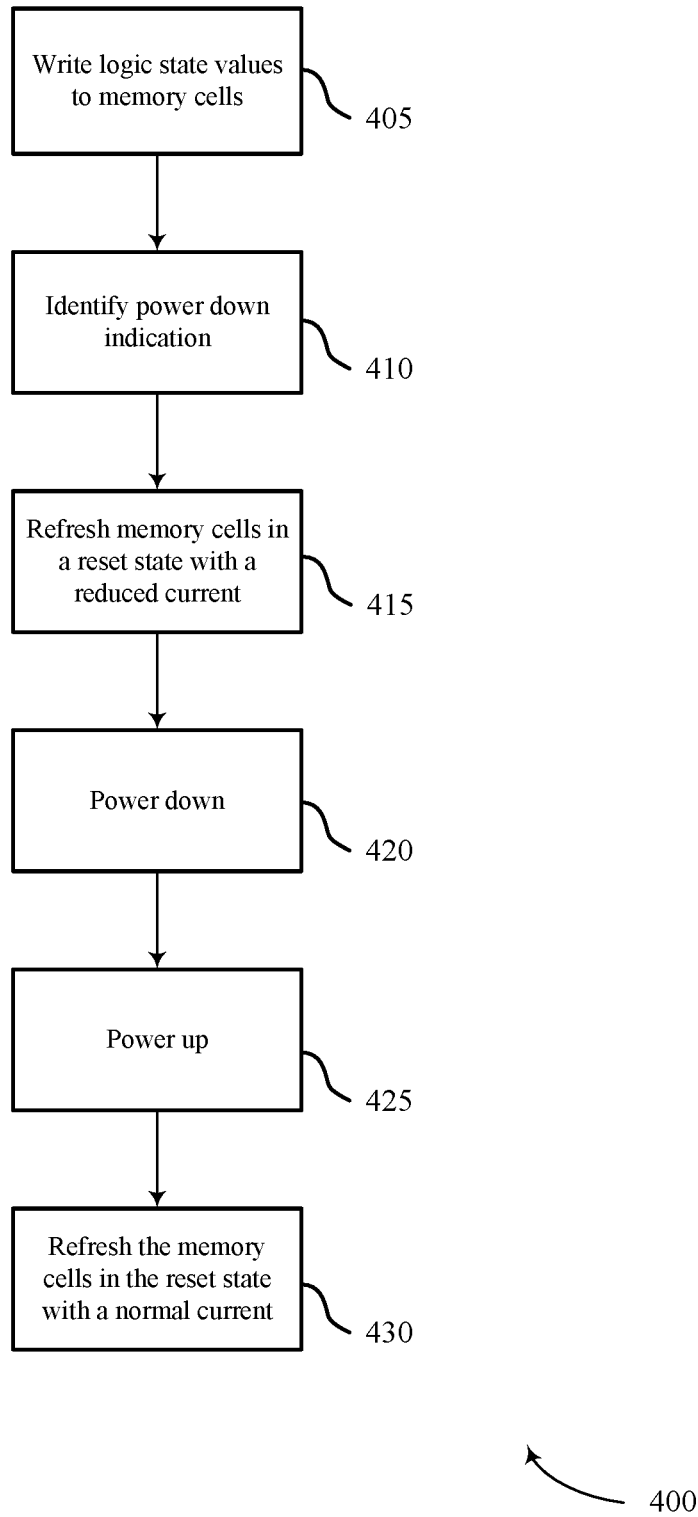 Write logic state values
to memory cells
405
Identify power down
indication
410
Refresh memory cells in
a reset state with a
reduced current
415
Power down
420
Power up
425
Refresh the memory
cells in the reset state
with a normal current
430
400